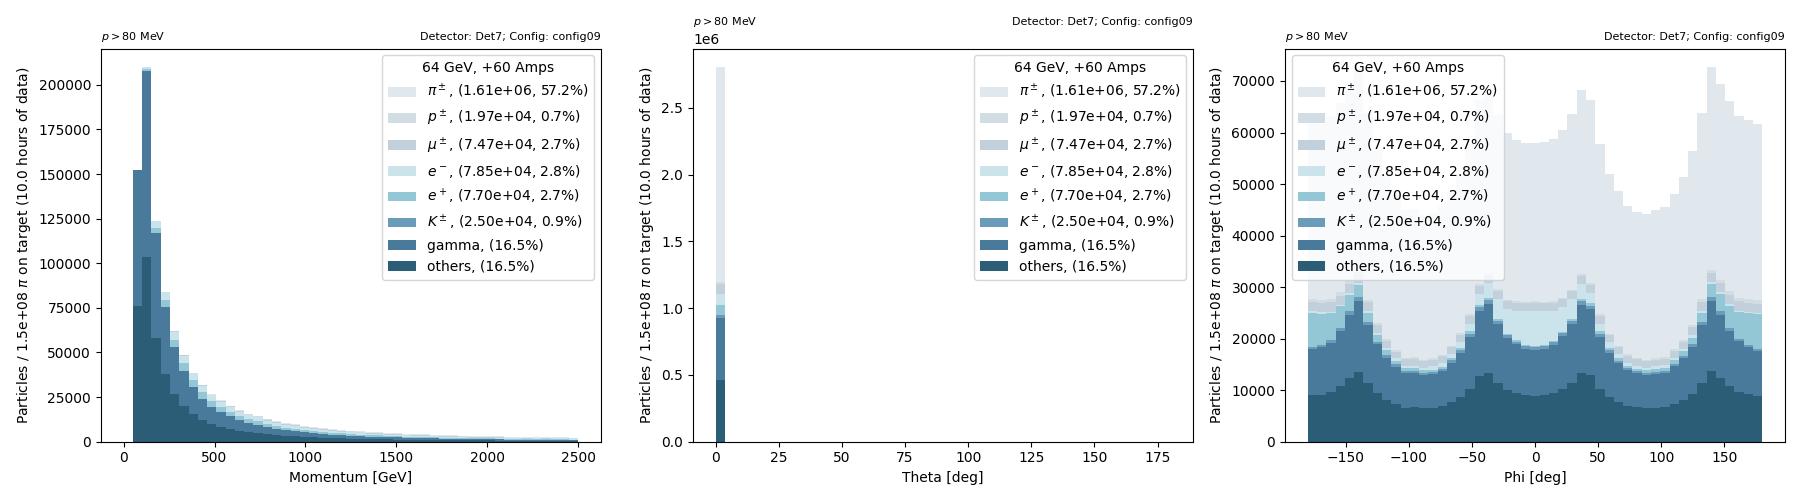 p > 80 MeV
Detector: Det7; Config: config09
Particles / 1.5e+08 π on target (10.0 hours of data)
200000
175000
150000
125000
100000
75000
50000
25000
0
64 GeV, +60 Amps
π±, (1.61e+06, 57.2%)
p±, (1.97e+04, 0.7%)
μ±, (7.47e+04, 2.7%)
e−, (7.85e+04, 2.8%)
e+, (7.70e+04, 2.7%)
K±, (2.50e+04, 0.9%)
gamma, (16.5%)
others, (16.5%)
0 500 1000 1500 2000 2500
Momentum [GeV]
p > 80 MeV
Detector: Det7; Config: config09
1e6
Particles / 1.5e+08 π on target (10.0 hours of data)
2.5
2.0
1.5
1.0
0.5
0.0
64 GeV, +60 Amps
π±, (1.61e+06, 57.2%)
p±, (1.97e+04, 0.7%)
μ±, (7.47e+04, 2.7%)
e−, (7.85e+04, 2.8%)
e+, (7.70e+04, 2.7%)
K±, (2.50e+04, 0.9%)
gamma, (16.5%)
others, (16.5%)
0 25 50 75 100 125 150 175
Theta [deg]
p > 80 MeV
Detector: Det7; Config: config09
Particles / 1.5e+08 π on target (10.0 hours of data)
70000
60000
50000
40000
30000
20000
10000
0
64 GeV, +60 Amps
π±, (1.61e+06, 57.2%)
p±, (1.97e+04, 0.7%)
μ±, (7.47e+04, 2.7%)
e−, (7.85e+04, 2.8%)
e+, (7.70e+04, 2.7%)
K±, (2.50e+04, 0.9%)
gamma, (16.5%)
others, (16.5%)
−150 −100 −50 0 50 100 150
Phi [deg]